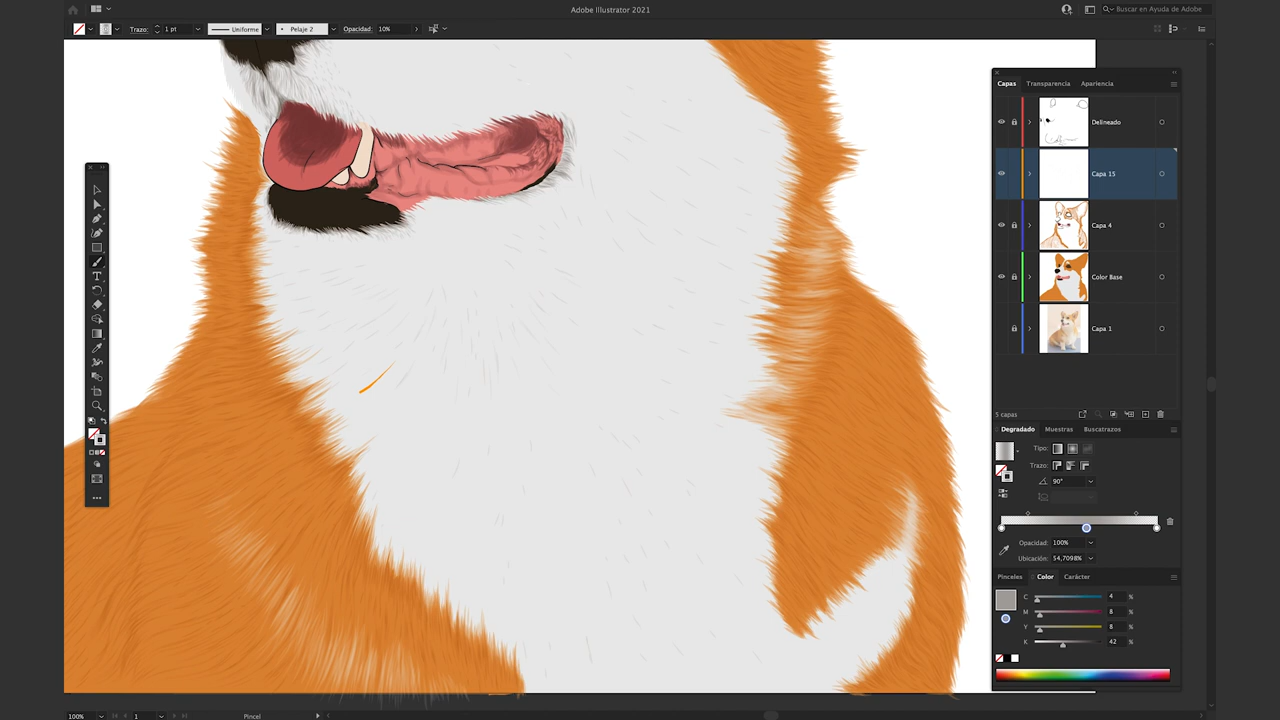 Adobe Illustrator 2021
Buscar en Ayuda de Adobe
Trazo: 1 pt Uniforme Pelaje 2 Opacidad: 10%
Capas Transparencia Apariencia
Delineado
Capa 15
Capa 4
Color Base
Capa 1
5 capas
Degradado Muestras Buscatrazos
Tipo:
Trazo:
90°
Opacidad: 100%
Ubicación: 54,7098%
Pinceles Color Carácter
C 4 %
M 8 %
Y 8 %
K 42 %
100% 1 Pincel